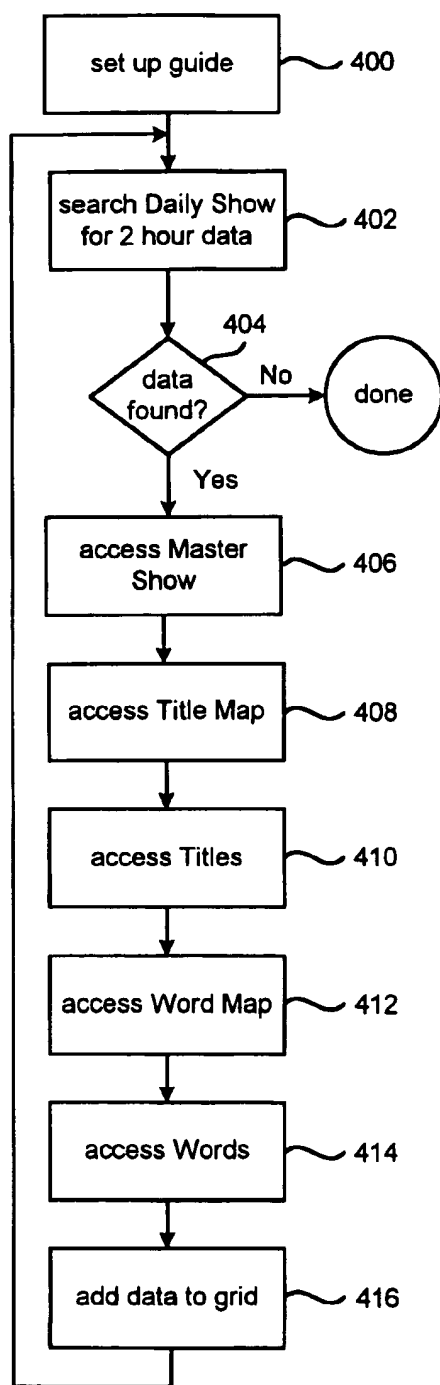 set up guide
400
search Daily Show
for 2 hour data
402
404
data
found?
No
done
Yes
access Master
Show
406
access Title Map
408
access Titles
410
access Word Map
412
access Words
414
add data to grid
416